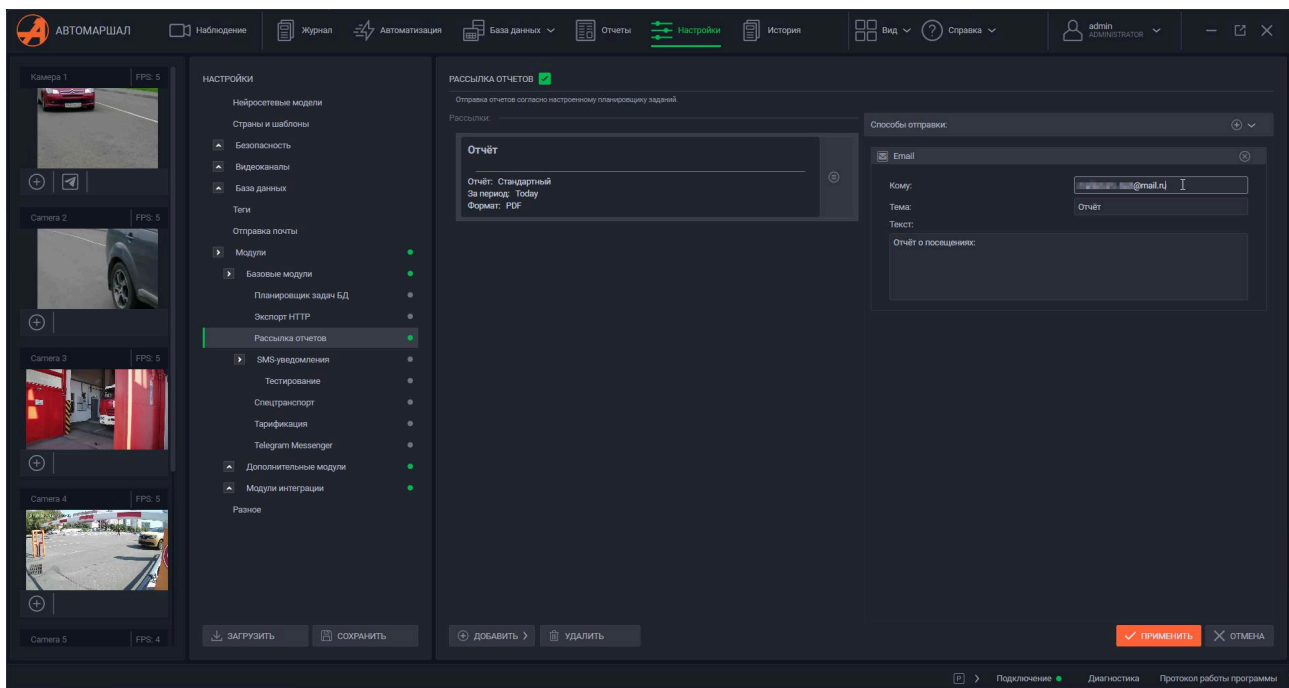 АВТОМАРШАЛ
Наблюдение
Журнал
Автоматизация
База данных
Отчеты
Настройки
История
Вид
? Справка
admin
ADMINISTRATOR
Камера 1 FPS: 5
Camera 2 FPS: 5
Camera 3 FPS: 5
Camera 4 FPS: 5
Camera 5 FPS: 4
НАСТРОЙКИ
Нейросетевые модели
Страны и шаблоны
Безопасность
Видеоканалы
База данных
Теги
Отправка почты
Модули
Базовые модули
Планировщик задач БД
Экспорт HTTP
Рассылка отчетов
SMS-уведомления
Тестирование
Спецтранспорт
Тарификация
Telegram Messenger
Дополнительные модули
Модули интеграции
Разное
ЗАГРУЗИТЬ
СОХРАНИТЬ
РАССЫЛКА ОТЧЕТОВ
Отправка отчетов согласно настроенному планировщику заданий.
Рассылки:
Отчёт
Отчёт: Стандартный
За период: Today
Формат: PDF
Способы отправки:
Email
Кому: @mail.r
Тема: Отчёт
Текст:
Отчёт о посещениях:
ДОБАВИТЬ
УДАЛИТЬ
ПРИМЕНИТЬ
ОТМЕНА
P
Подключение
Диагностика
Протокол работы программы